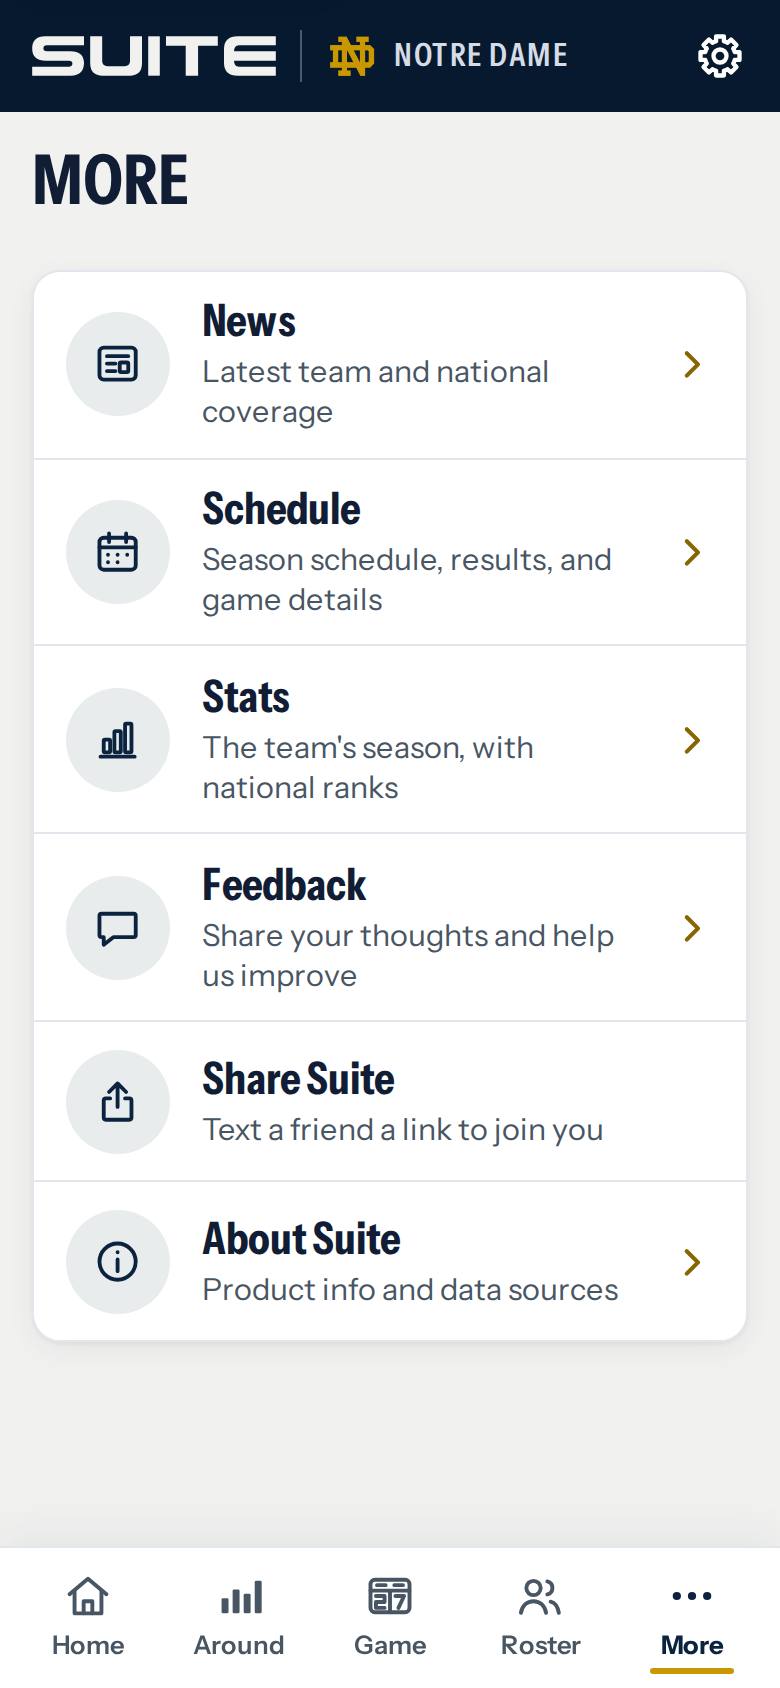 SUITE
ND
NOTRE DAME
MORE
News
Latest team and national
coverage
Schedule
Season schedule, results, and
game details
Stats
The team's season, with
national ranks
Feedback
Share your thoughts and help
us improve
Share Suite
Text a friend a link to join you
About Suite
Product info and data sources
27
Home
Around
Game
Roster
More